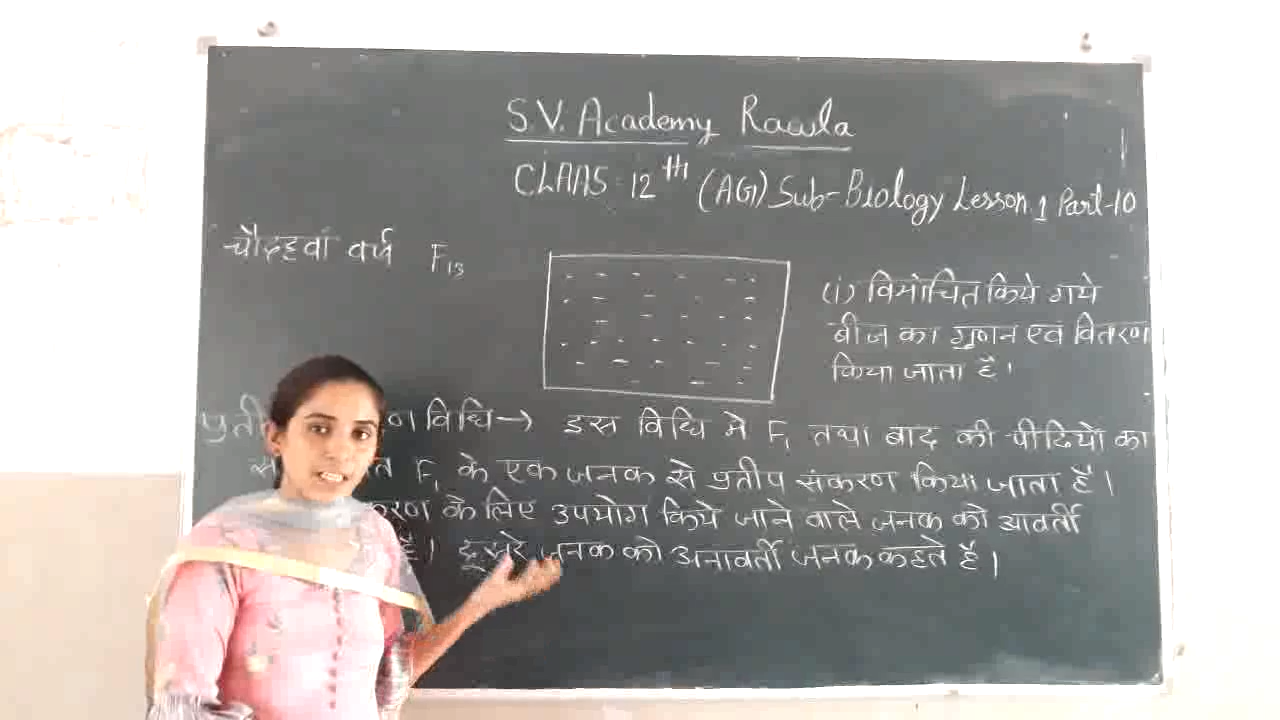 S.V. Academy Rawla
CLAAS 12th (AG) Sub-Biology Lesson 1 Part-10
चौदहवां वर्ष F13
(i) विमोचित किये गये
बीज का गुणन एवं वितरण
किया जाता है।
विधि → इस विधि मे F1 तथा बाद की पीढियो का
F1 के एक जनक से प्रतीप संकरण किया जाता है।
के लिए उपयोग किये जाने वाले जनक को आवर्ती
है। दूसरे जनक को अनावर्ती जनक कहते है।